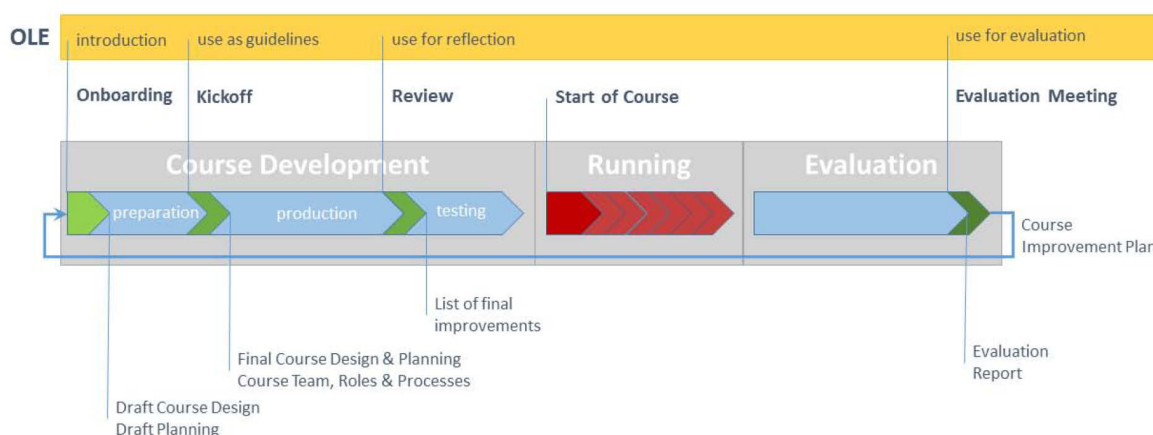 OLE
introduction
use as guidelines
use for reflection
use for evaluation
Onboarding
Kickoff
Review
Start of Course
Evaluation Meeting
Course Development
Running
Evaluation
preparation
production
testing
Course
Improvement Plan
List of final
improvements
Final Course Design & Planning
Course Team, Roles & Processes
Evaluation
Report
Draft Course Design
Draft Planning